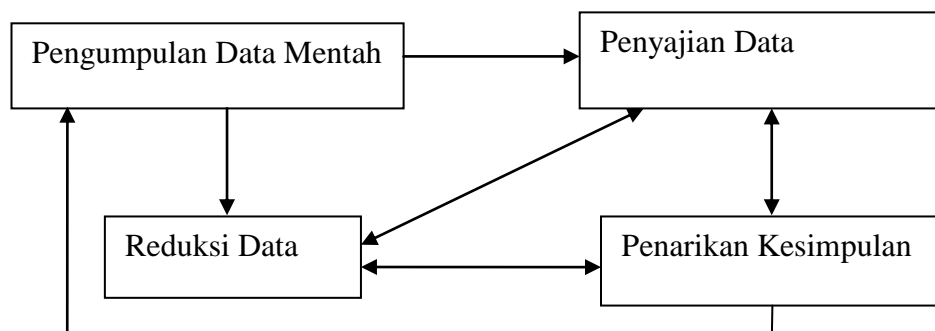 Pengumpulan Data Mentah
Penyajian Data
Reduksi Data
Penarikan Kesimpulan